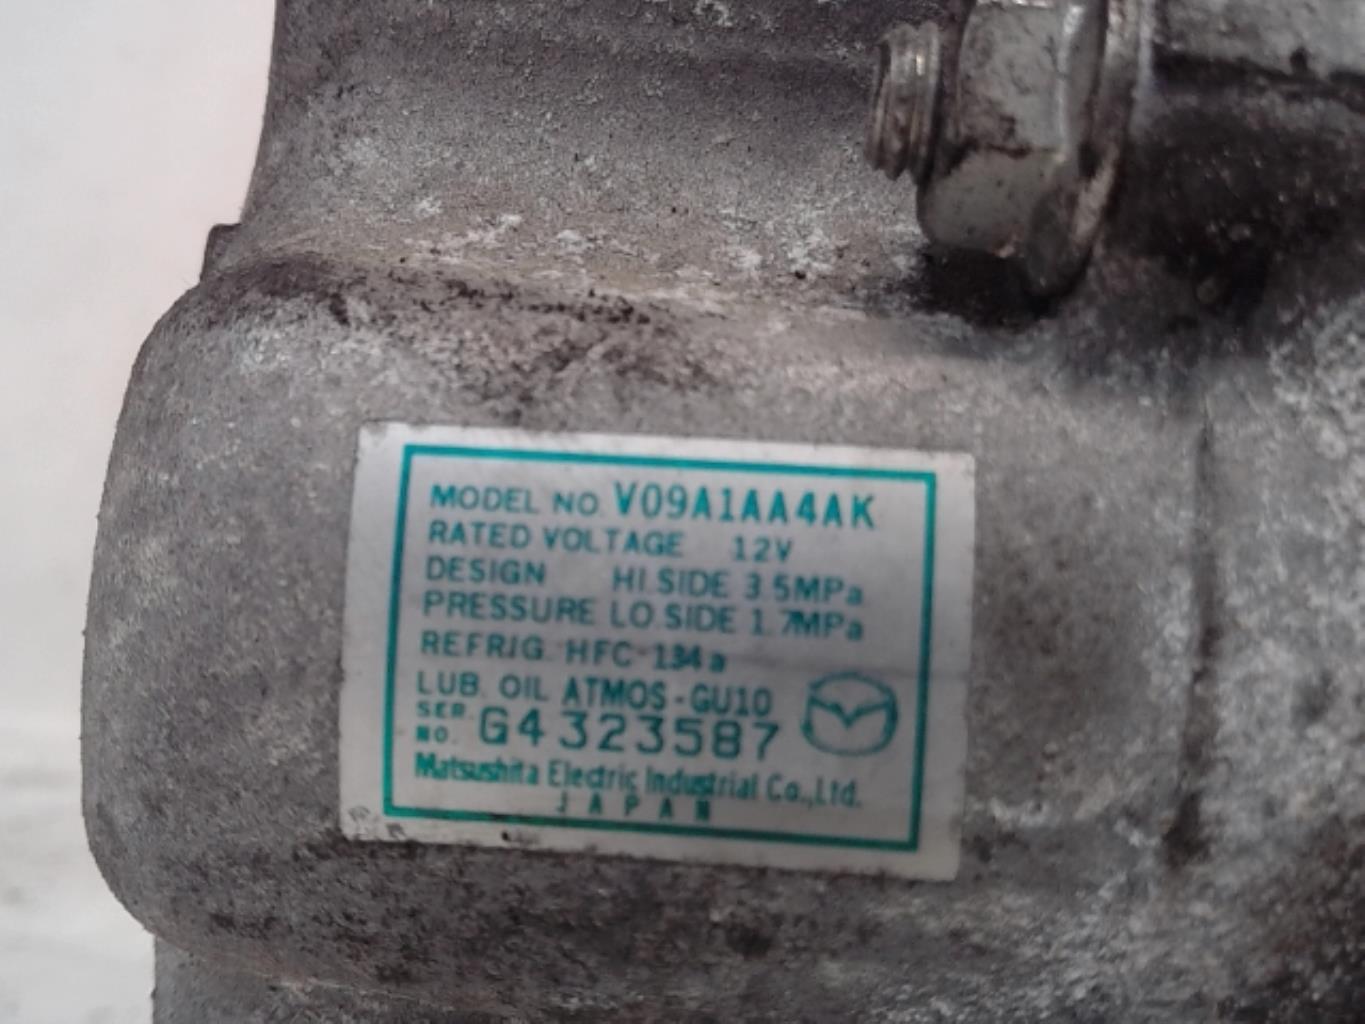 MODEL NO. V09A1AA4AK
RATED VOLTAGE 12V
DESIGN HI.SIDE 3.5MPa
PRESSURE LO.SIDE 1.7MPa
REFRIG. HFC-134a
LUB. OIL ATMOS-GU10
SER. NO. G4323587
Matsushita Electric Industrial Co.,Ltd.
JAPAN